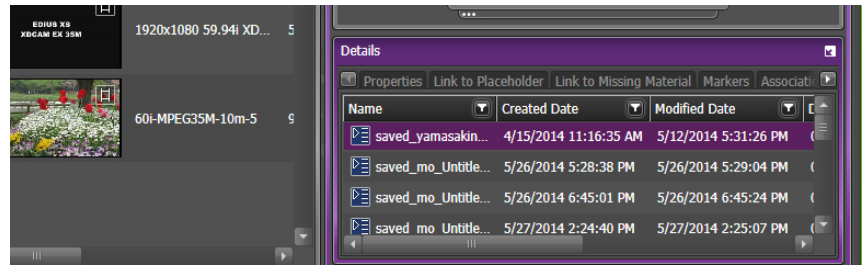 EDIUS X8
XDCAM EX 35M
1920x1080 59.94i XD... 5
60i-MPEG35M-10m-5 9
Details
Properties Link to Placeholder Link to Missing Material Markers Associati
Name Created Date Modified Date
saved_yamasakin... 4/15/2014 11:16:35 AM 5/12/2014 5:31:26 PM
saved_mo_Untitle... 5/26/2014 5:28:38 PM 5/26/2014 5:29:04 PM
saved_mo_Untitle... 5/26/2014 6:45:01 PM 5/26/2014 6:45:24 PM
saved_mo_Untitle... 5/27/2014 2:24:40 PM 5/27/2014 2:25:07 PM